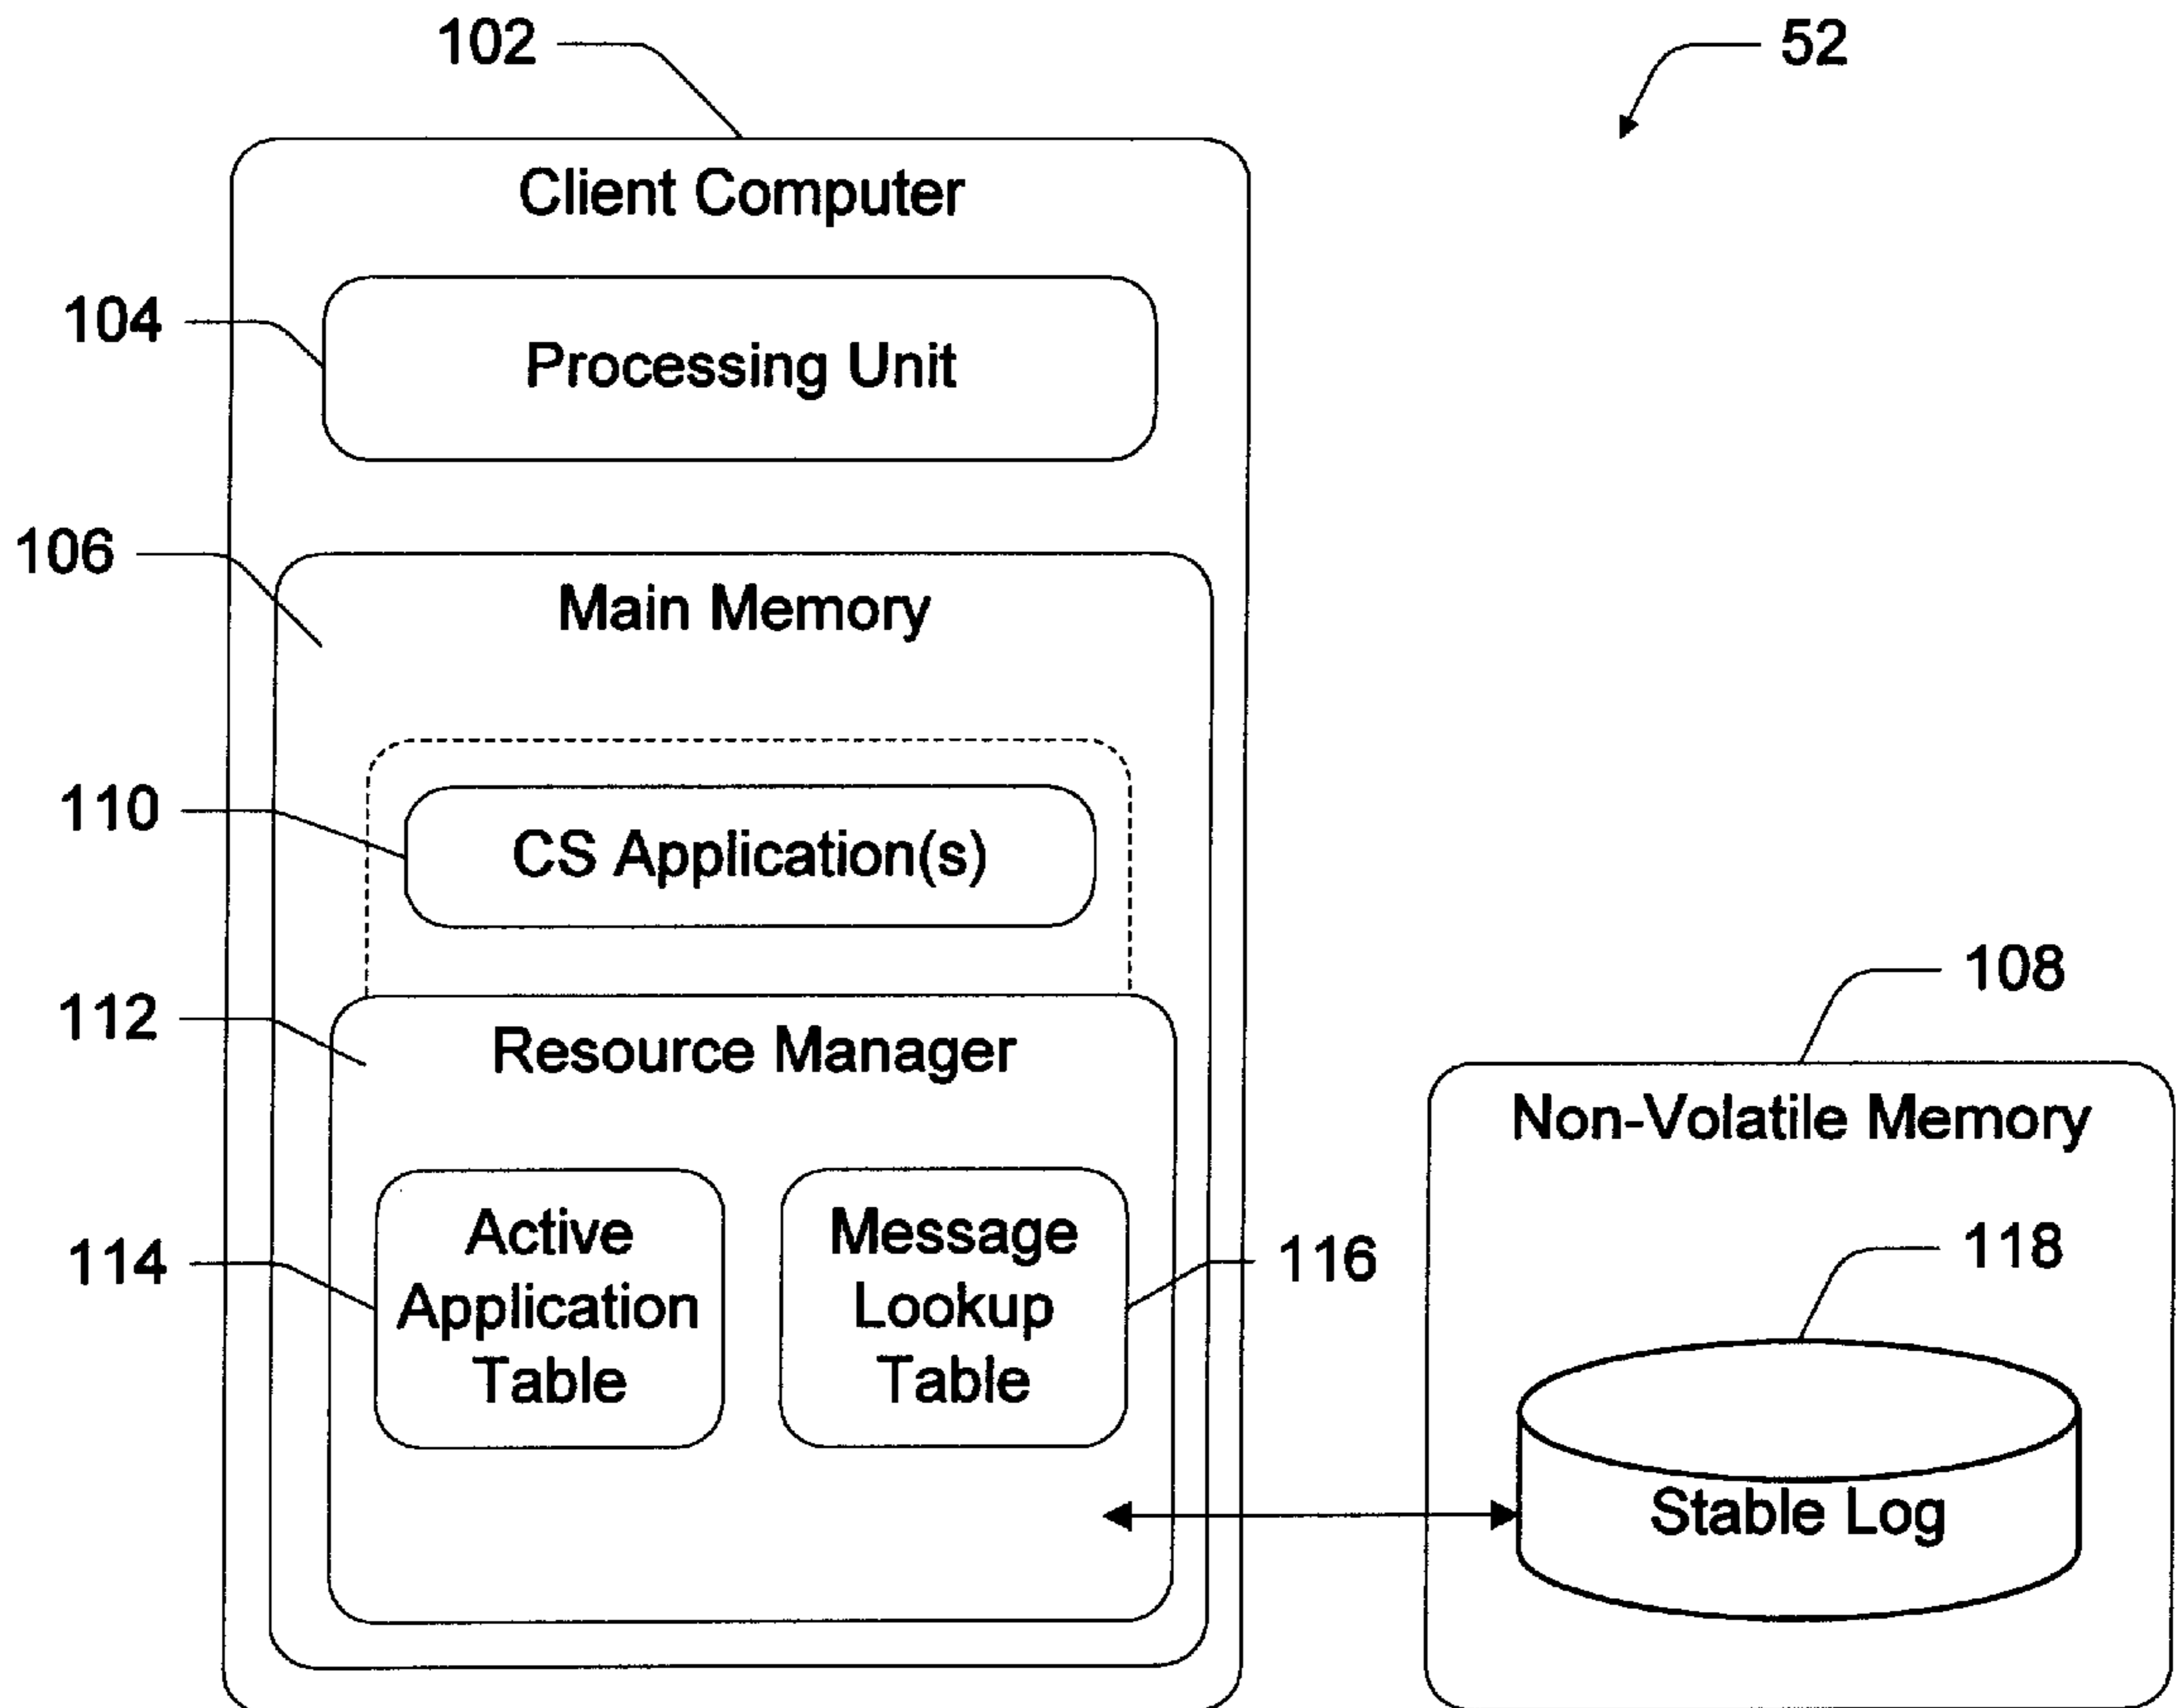 102
52
Client Computer
104
Processing Unit
106
Main Memory
110
CS Application(s)
108
112
Resource Manager
Non-Volatile Memory
114
Active
Application
Table
Message
Lookup
Table
116
118
Stable Log